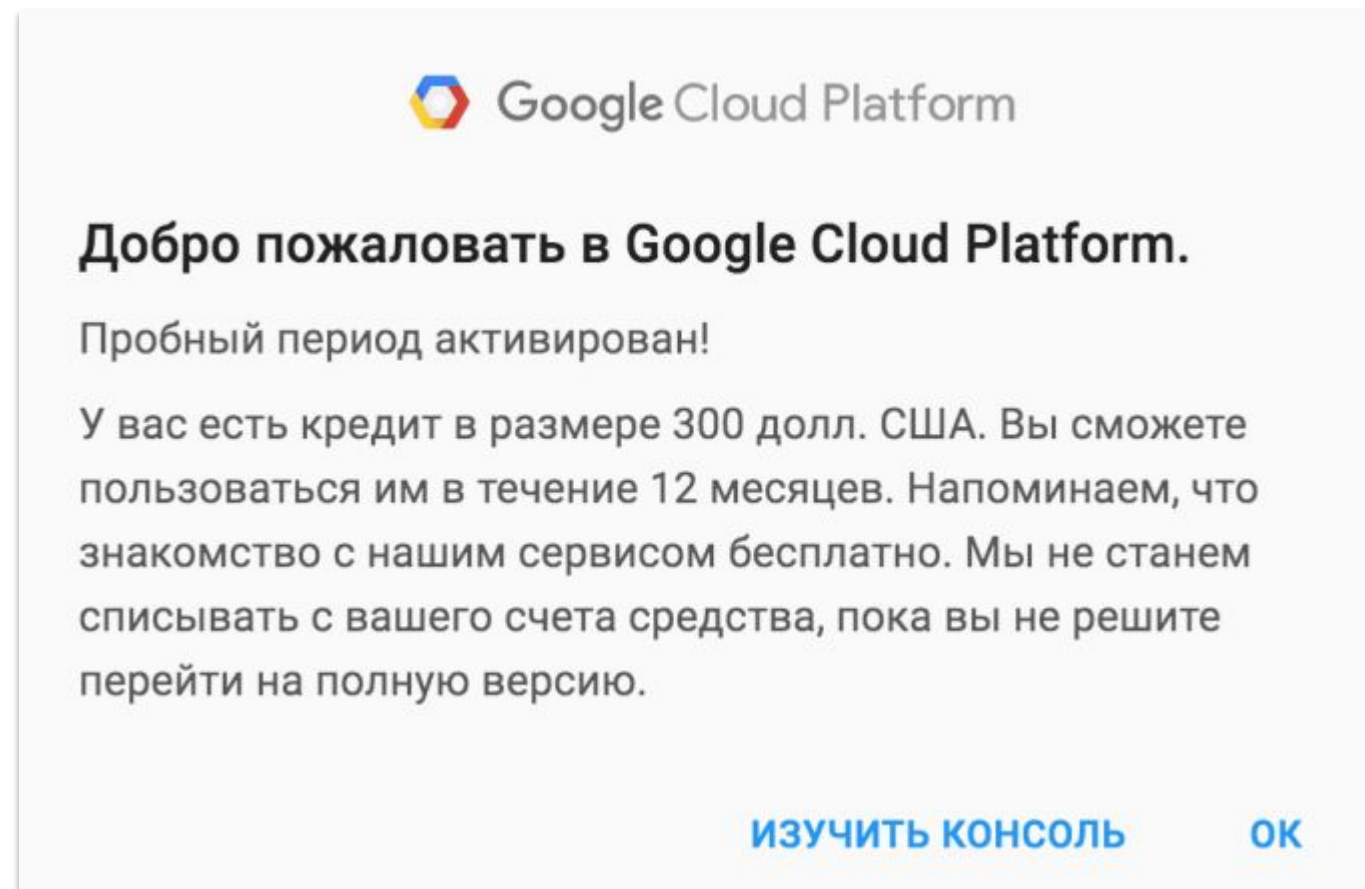 Google Cloud Platform
Добро пожаловать в Google Cloud Platform.
Пробный период активирован!
У вас есть кредит в размере 300 долл. США. Вы сможете
пользоваться им в течение 12 месяцев. Напоминаем, что
знакомство с нашим сервисом бесплатно. Мы не станем
списывать с вашего счета средства, пока вы не решите
перейти на полную версию.
ИЗУЧИТЬ КОНСОЛЬ ОК